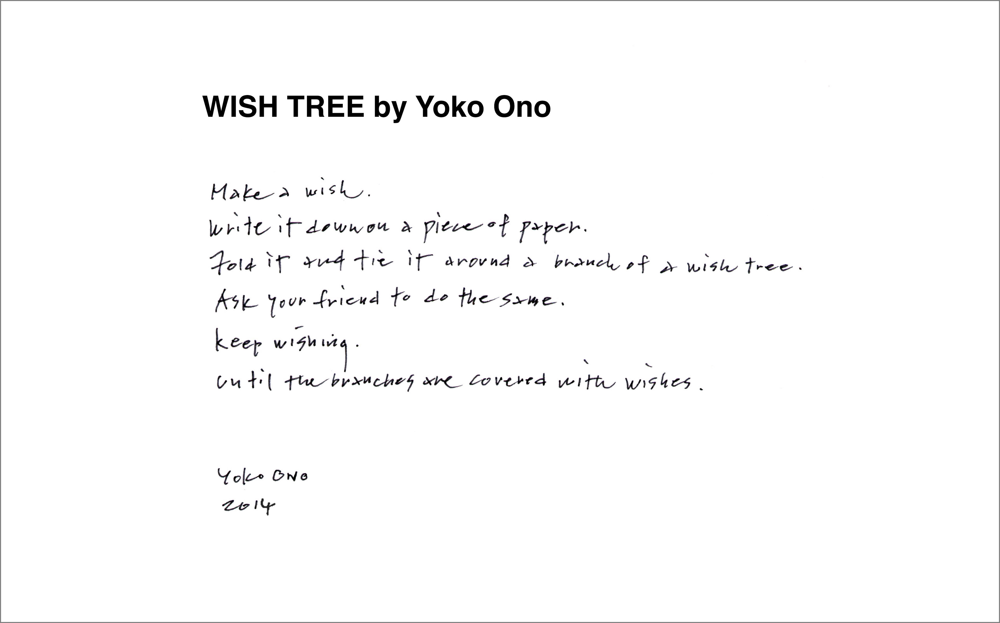 WISH TREE by Yoko Ono
Make a wish.
Write it down on a piece of paper.
Fold it and tie it around a branch of a wish tree.
Ask your friend to do the same.
keep wishing.
until the branches are covered with wishes.
Yoko Ono
2014